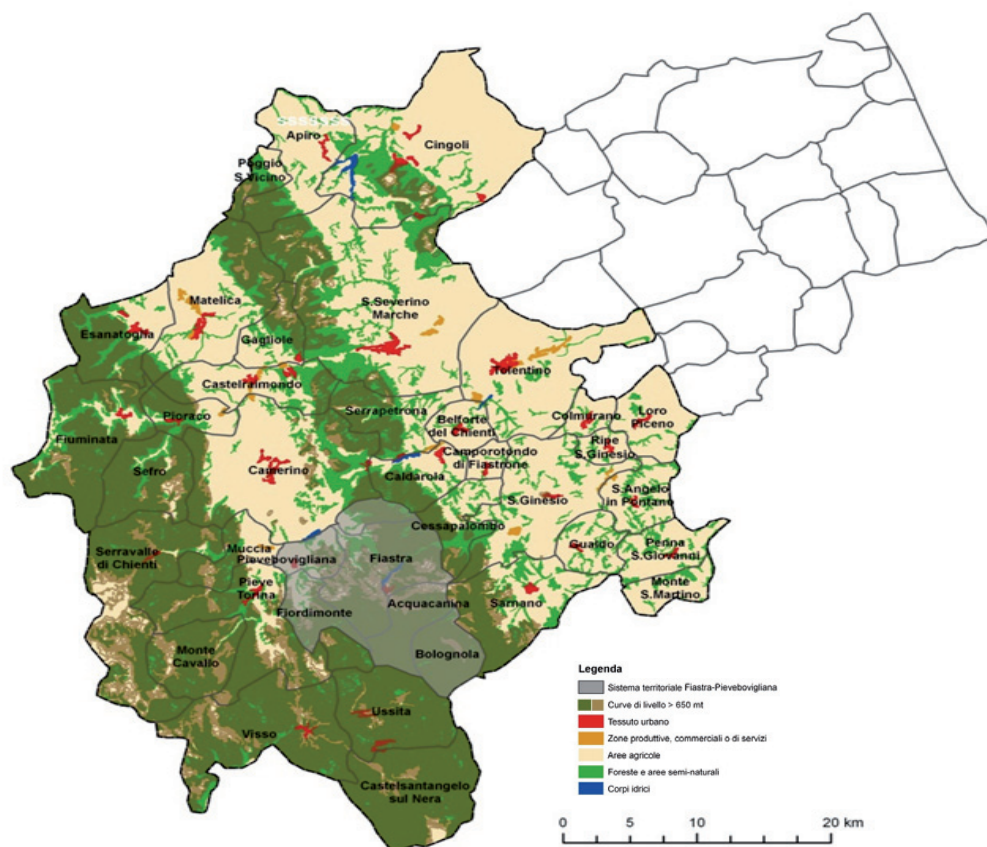 SSSSSSSS
Apiro
Cingoli
Poggio
S.Vicino
Matelica
S.Severino
Marche
Esanatoglia
Gagliole
Tolentino
Castelraimondo
Serrapetrona
Pioraco
Belforte
del Chienti
Colmurano
Loro
Piceno
Fiuminata
Ripe
S.Ginesio
Sefro
Camerino
Camporotondo
di Fiastrone
Caldarola
S.Ginesio
S.Angelo
in Pontano
Cessapalombo
Serravalle
di Chienti
Muccia
Pievebovigliana
Fiastra
Gualdo
Penna
S.Giovanni
Pieve
Torina
Fiordimonte
Acquacanina
Sarnano
Monte
S.Martino
Monte
Cavallo
Bolognola
Ussita
Visso
Castelsantangelo
sul Nera
Legenda
Sistema territoriale Fiastra-Pievebovigliana
Curve di livello > 650 mt
Tessuto urbano
Zone produttive, commerciali o di servizi
Aree agricole
Foreste e aree semi-naturali
Corpi idrici
0 5 10 20 km